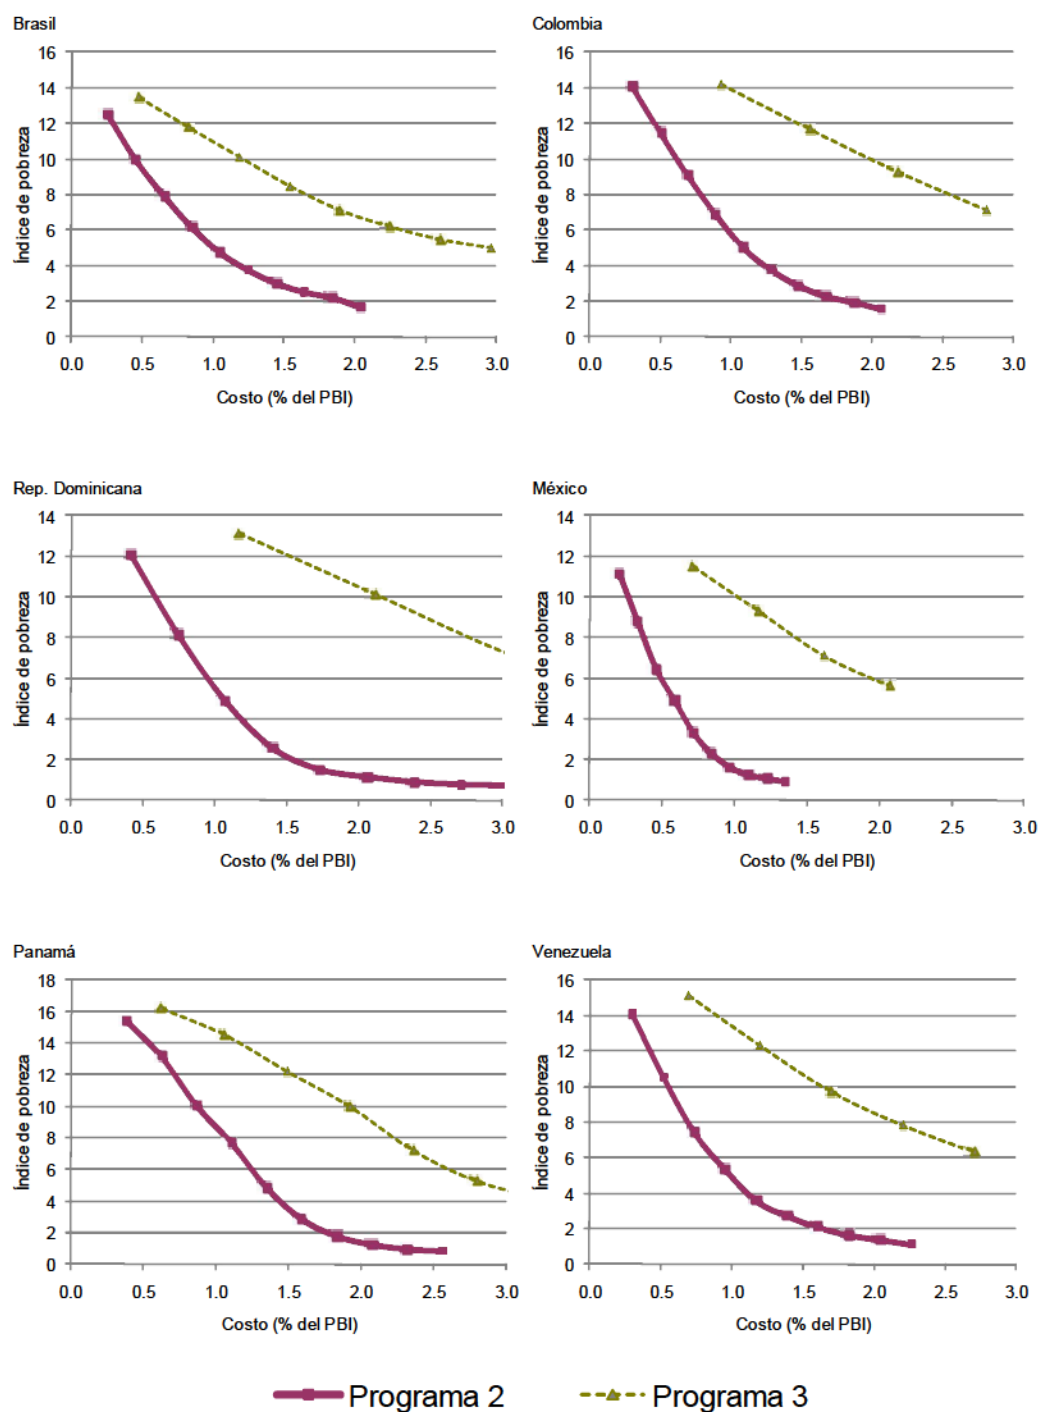 Brasil
Índice de pobreza
16
14
12
10
8
6
4
2
0
0.0 0.5 1.0 1.5 2.0 2.5 3.0
Costo (% del PBI)
Colombia
Índice de pobreza
16
14
12
10
8
6
4
2
0
0.0 0.5 1.0 1.5 2.0 2.5 3.0
Costo (% del PBI)
Rep. Dominicana
Índice de pobreza
14
12
10
8
6
4
2
0
0.0 0.5 1.0 1.5 2.0 2.5 3.0
Costo (% del PBI)
México
Índice de pobreza
14
12
10
8
6
4
2
0
0.0 0.5 1.0 1.5 2.0 2.5 3.0
Costo (% del PBI)
Panamá
Índice de pobreza
18
16
14
12
10
8
6
4
2
0
0.0 0.5 1.0 1.5 2.0 2.5 3.0
Costo (% del PBI)
Venezuela
Índice de pobreza
16
14
12
10
8
6
4
2
0
0.0 0.5 1.0 1.5 2.0 2.5 3.0
Costo (% del PBI)
Programa 2 Programa 3